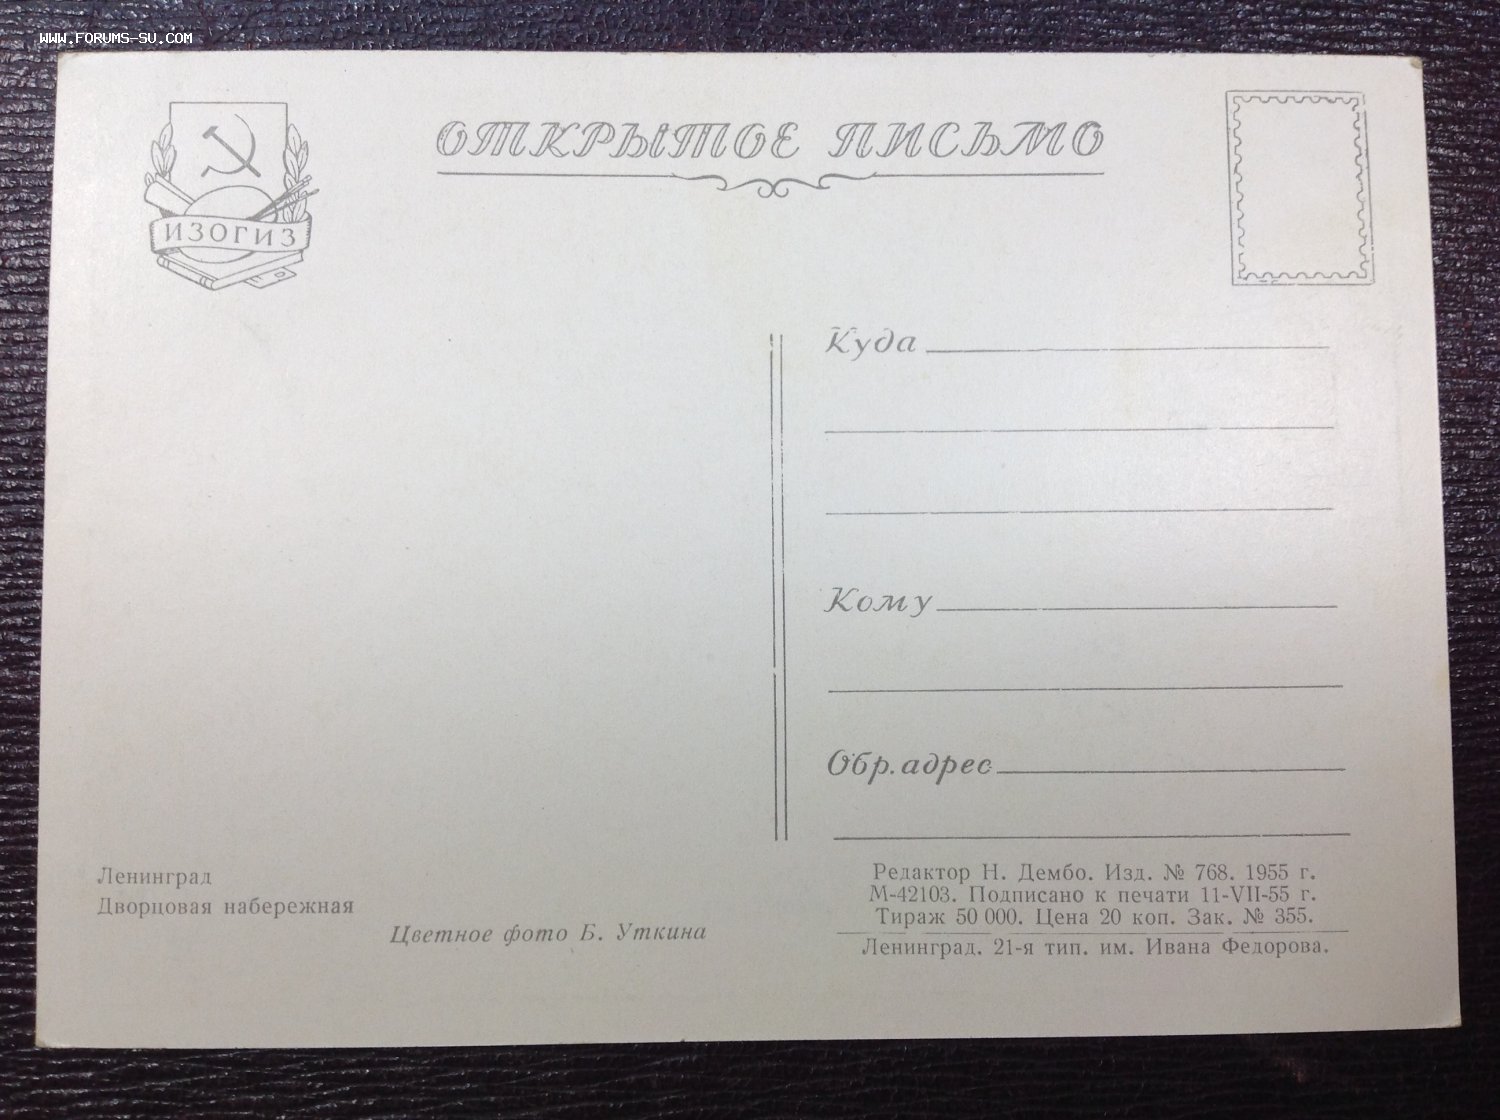 WWW.FORUMS-SU.COM
ИЗОГИЗ
ОТКРЫТОЕ ПИСЬМО
Куда
Кому
Обр. адрес
Ленинград
Дворцовая набережная
Цветное фото Б. Уткина
Редактор Н. Дембо. Изд. № 768. 1955 г.
М-42103. Подписано к печати 11-VII-55 г.
Тираж 50 000. Цена 20 коп. Зак. № 355.
Ленинград. 21-я тип. им. Ивана Федорова.